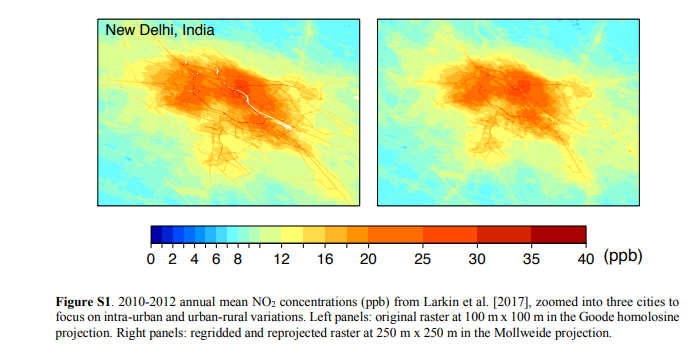 New Delhi, India
0 2 4 6 8 12 16 20 25 30 35 40 (ppb)
Figure S1. 2010-2012 annual mean NO₂ concentrations (ppb) from Larkin et al. [2017], zoomed into three cities to
focus on intra-urban and urban-rural variations. Left panels: original raster at 100 m x 100 m in the Goode homolosine
projection. Right panels: regridded and reprojected raster at 250 m x 250 m in the Mollweide projection.